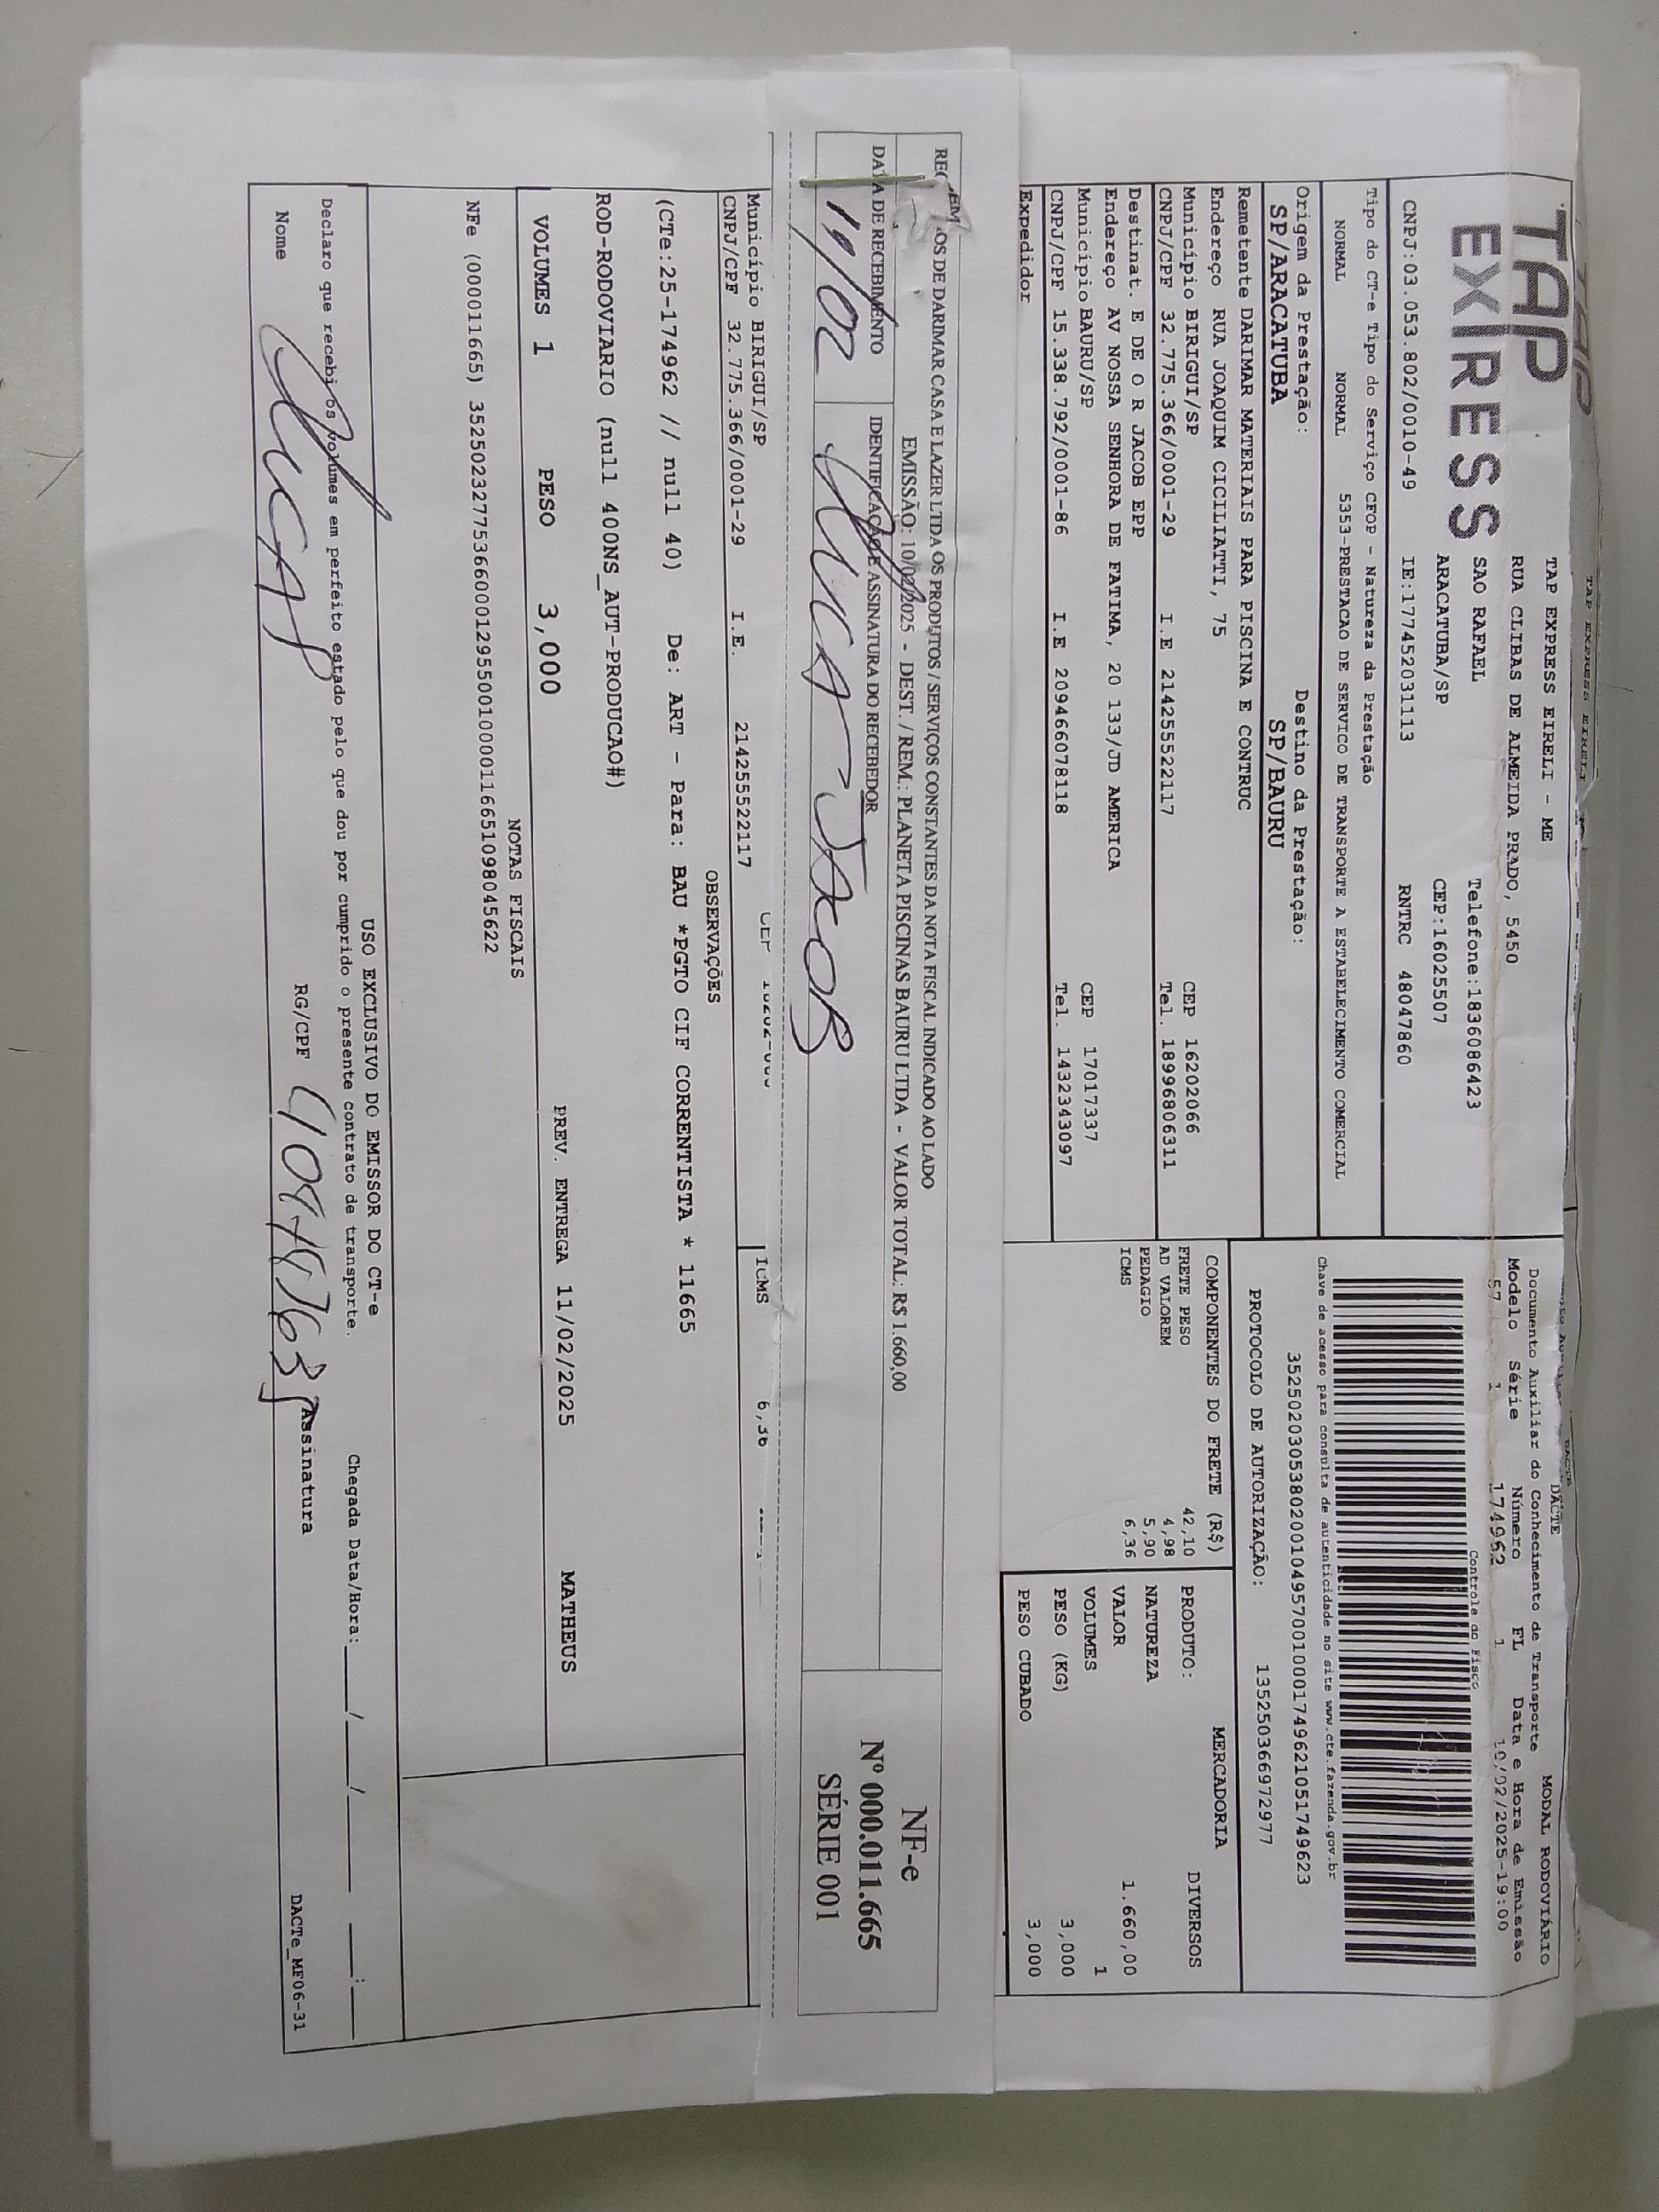 TAP
EXPRESS
TAP EXPRESS EIRELI - ME
RUA CLIBAS DE ALMEIDA PRADO, 5450
SAO RAFAEL Telefone:1836086423
ARACATUBA/SP CEP:16025507
CNPJ:03.053.802/0010-49 IE:177452031113 RNTRC 48047860
DACTE MODAL RODOVIÁRIO
Documento Auxiliar do Conhecimento de Transporte
Modelo Série Número FL Data e Hora de Emissão
57 1 174962 1 10/02/2025-19:00
Controle do Fisco
Chave de acesso para consulta de autenticidade no site www.cte.fazenda.gov.br
35250203053802001049570010001749621051749623
PROTOCOLO DE AUTORIZAÇÃO: 135250366972977
Tipo do CT-e Tipo do Serviço CFOP - Natureza da Prestação
NORMAL NORMAL 5353-PRESTACAO DE SERVICO DE TRANSPORTE A ESTABELECIMENTO COMERCIAL
Origem da Prestação: Destino da Prestação:
SP/ARACATUBA SP/BAURU
Remetente DARIMAR MATERIAIS PARA PISCINA E CONTRUC
Endereço RUA JOAQUIM CICILIATTI, 75
Município BIRIGUI/SP CEP 16202066
CNPJ/CPF 32.775.366/0001-29 I.E 214255522117 Tel. 18996806311
Destinat. E DE O R JACOB EPP
Endereço AV NOSSA SENHORA DE FATIMA, 20 133/JD AMERICA
Município BAURU/SP CEP 17017337
CNPJ/CPF 15.338.792/0001-86 I.E 209466078118 Tel. 1432343097
Expedidor
COMPONENTES DO FRETE (R$)
FRETE PESO 42,10
AD VALOREM 4,98
PEDAGIO 5,90
ICMS 6,36
MERCADORIA
PRODUTO: DIVERSOS
NATUREZA
VALOR 1.660,00
VOLUMES 1
PESO (KG) 3,000
PESO CUBADO 3,000
OS DE DARIMAR CASA E LAZER LTDA OS PRODUTOS / SERVIÇOS CONSTANTES DA NOTA FISCAL INDICADO AO LADO
EMISSÃO: 10/02/2025 - DEST. / REM.: PLANETA PISCINAS BAURU LTDA - VALOR TOTAL: R$ 1.660,00
DATA DE RECEBIMENTO IDENTIFICAÇÃO E ASSINATURA DO RECEBEDOR
LUCAS JACOB
NF-e
Nº 000.011.665
SÉRIE 001
Município BIRIGUI/SP
CNPJ/CPF 32.775.366/0001-29 I.E. 214255522117
ICMS 6,36
OBSERVAÇÕES
(CTe:25-174962 // null 40) De: ART - Para: BAU *PGTO CIF CORRENTISTA * 11665
ROD-RODOVIARIO (null 400NS_AUT-PRODUCAO#)
VOLUMES 1 PESO 3,000 PREV. ENTREGA 11/02/2025 MATHEUS
NOTAS FISCAIS
NFe (000011665) 35250232775366000129550010000116651098045622
USO EXCLUSIVO DO EMISSOR DO CT-e
Declaro que recebi os volumes em perfeito estado pelo que dou por cumprido o presente contrato de transporte. Chegada Data/Hora:____/____/______ ___:___
Nome LUCAS RG/CPF Assinatura
DACTe_MF06-31